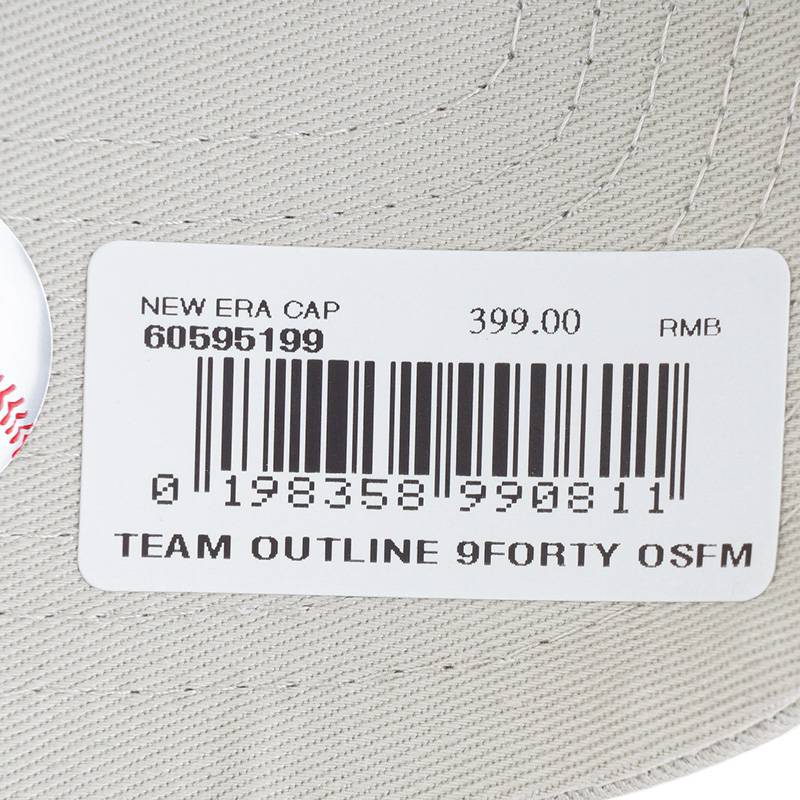 NEW ERA CAP 399.00 RMB
60595199
0 198358 990811
TEAM OUTLINE 9FORTY OSFM